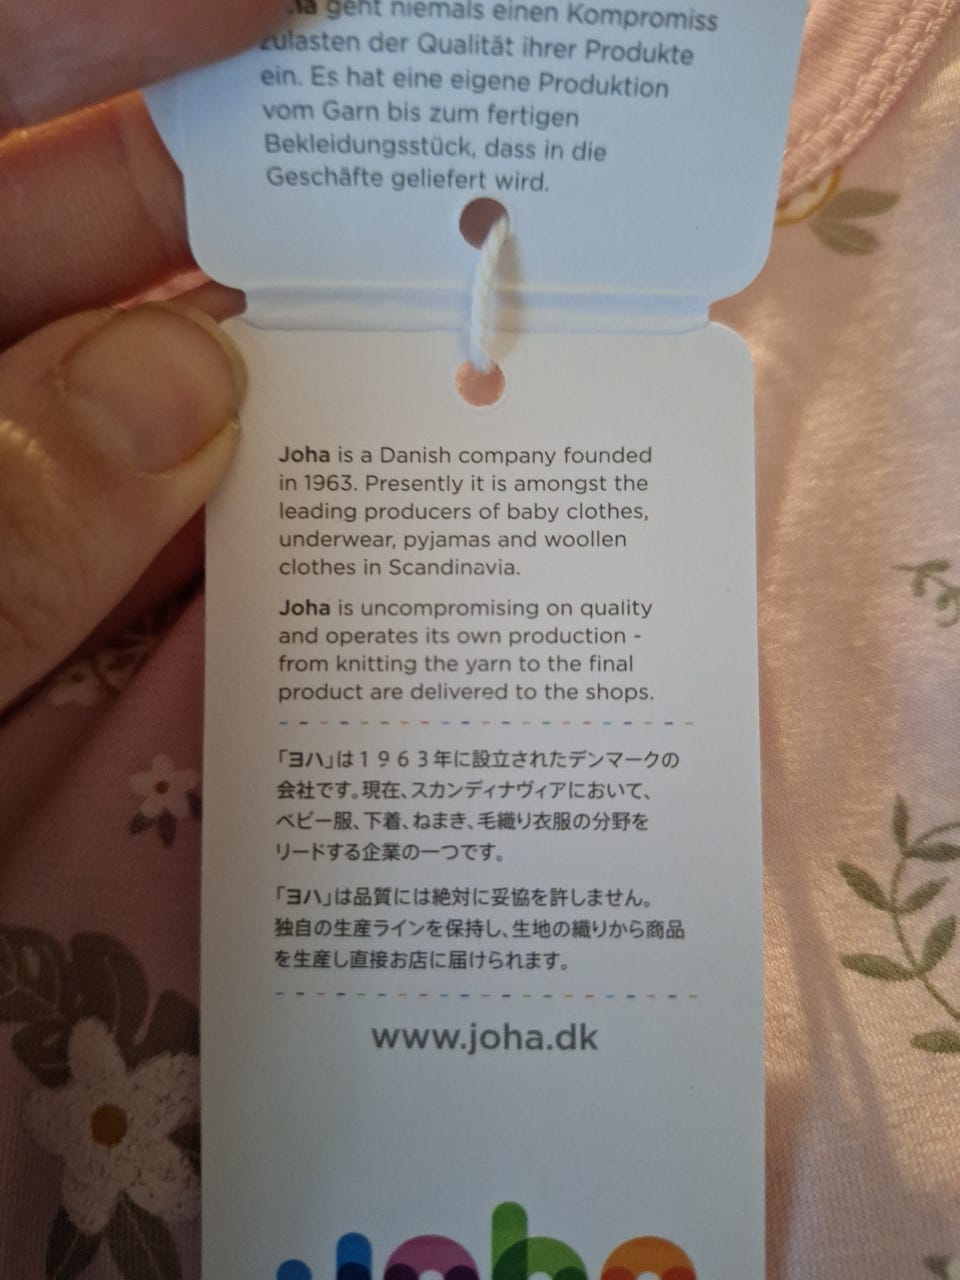 geht niemals einen Kompromiss
zulasten der Qualität ihrer Produkte
ein. Es hat eine eigene Produktion
vom Garn bis zum fertigen
Bekleidungsstück, dass in die
Geschäfte geliefert wird.
Joha is a Danish company founded
in 1963. Presently it is amongst the
leading producers of baby clothes,
underwear, pyjamas and woollen
clothes in Scandinavia.
Joha is uncompromising on quality
and operates its own production -
from knitting the yarn to the final
product are delivered to the shops.
「ヨハ」は１９６３年に設立されたデンマークの
会社です。現在、スカンディナヴィアにおいて、
ベビー服、下着、ねまき、毛織り衣服の分野を
リードする企業の一つです。
「ヨハ」は品質には絶対に妥協を許しません。
独自の生産ラインを保持し、生地の織りから商品
を生産し直接お店に届けられます。
www.joha.dk
joha